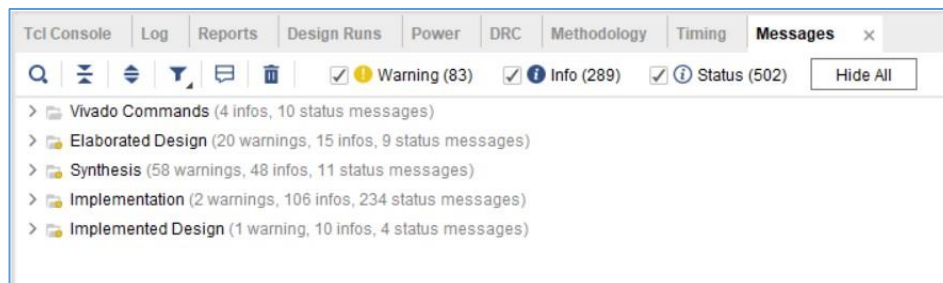 Tcl Console Log Reports Design Runs Power DRC Methodology Timing Messages
Warning (83) Info (289) Status (502) Hide All
Vivado Commands (4 infos, 10 status messages)
Elaborated Design (20 warnings, 15 infos, 9 status messages)
Synthesis (58 warnings, 48 infos, 11 status messages)
Implementation (2 warnings, 106 infos, 234 status messages)
Implemented Design (1 warning, 10 infos, 4 status messages)